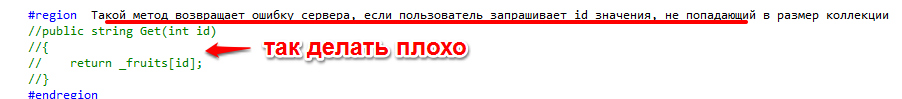 #region Такой метод возвращает ошибку сервера, если пользователь запрашивает id значения, не попадающий в размер коллекции
//public string Get(int id)
//{
так делать плохо
//    return _fruits[id];
//}
#endregion